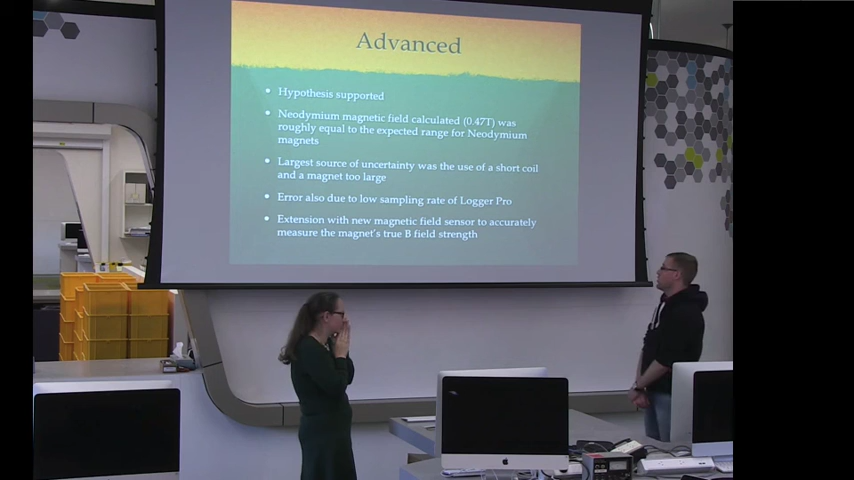 Advanced
Hypothesis supported
Neodymium magnetic field calculated (0.47T) was
roughly equal to the expected range for Neodymium
magnets
Largest source of uncertainty was the use of a short coil
and a magnet too large
Error also due to low sampling rate of Logger Pro
Extension with new magnetic field sensor to accurately
measure the magnet's true B field strength